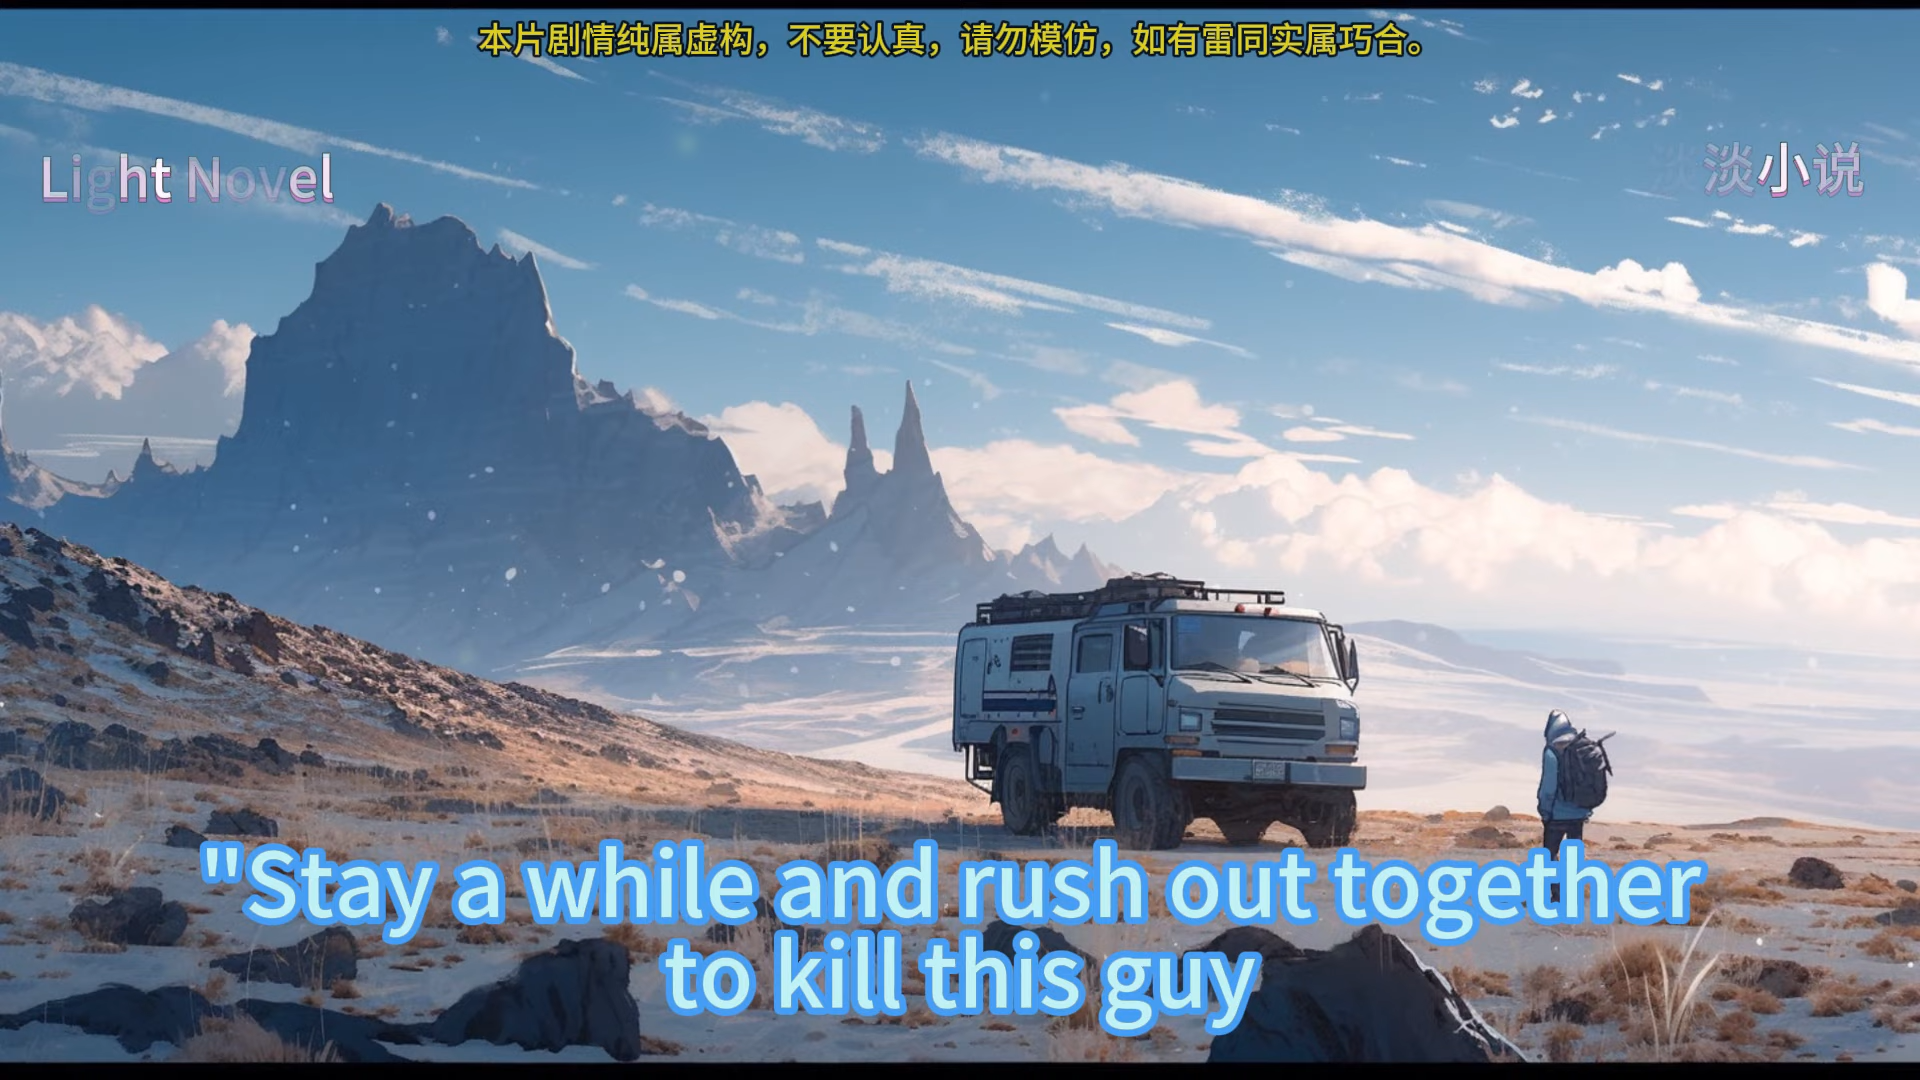 本片剧情纯属虚构，不要认真，请勿模仿，如有雷同实属巧合。
Light Novel
淡淡小说
"Stay a while and rush out together
to kill this guy